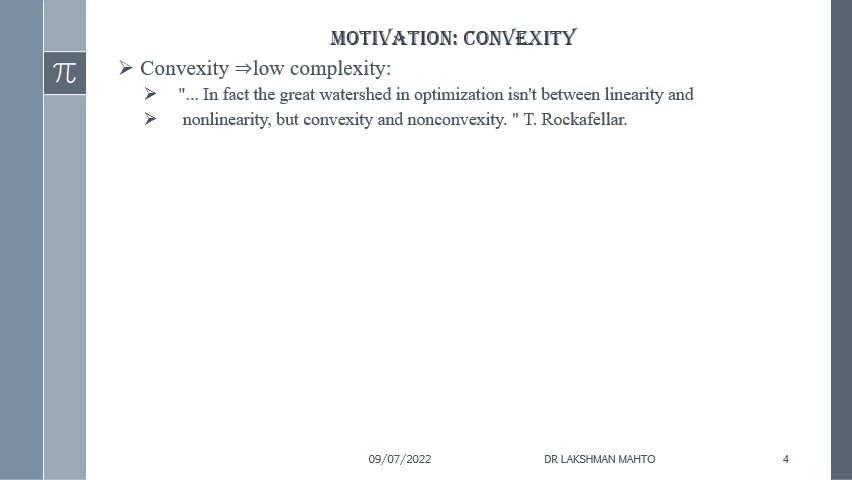 MOTIVATION: CONVEXITY
π
➢ Convexity ⇒low complexity:
➢ "... In fact the great watershed in optimization isn't between linearity and
➢ nonlinearity, but convexity and nonconvexity. " T. Rockafellar.
09/07/2022 DR LAKSHMAN MAHTO 4